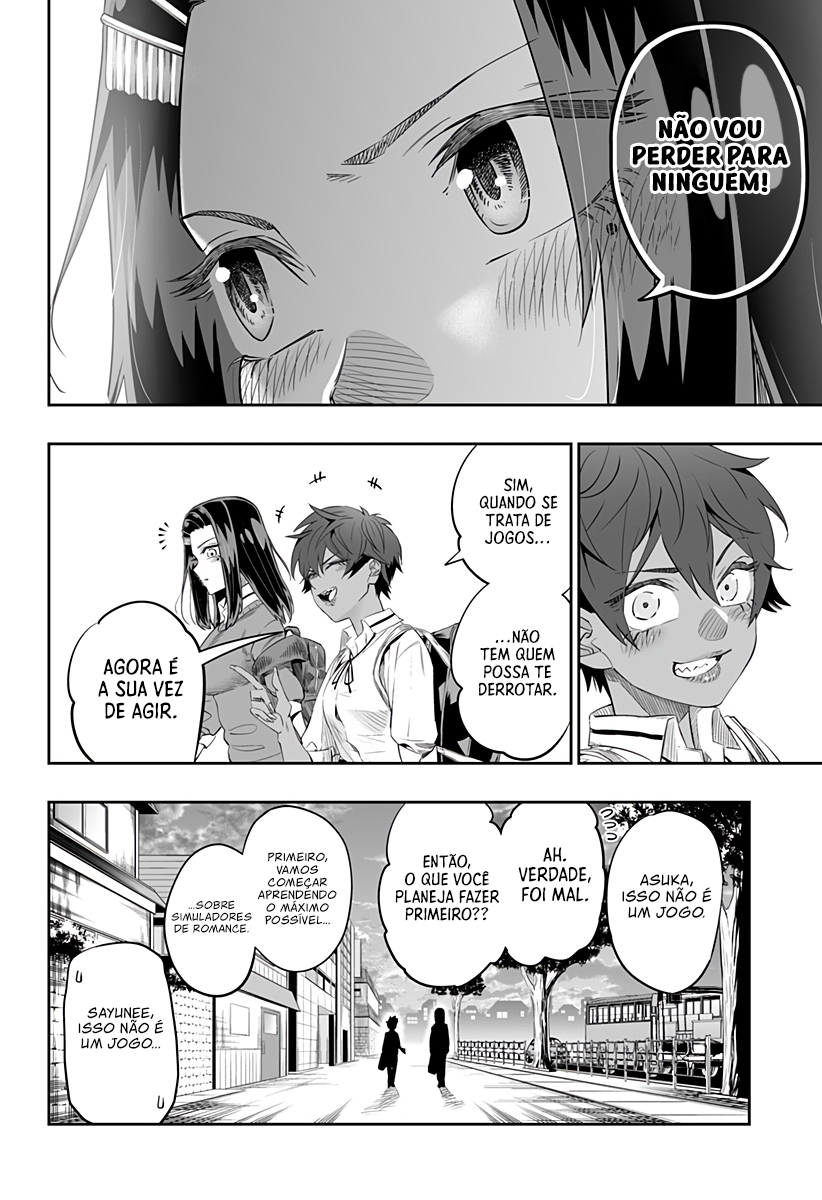 NÃO VOU
PERDER PARA
NINGUÉM!
SIM,
QUANDO SE
TRATA DE
JOGOS...
...NÃO
TEM QUEM
POSSA TE
DERROTAR.
AGORA É
A SUA VEZ
DE AGIR.
ASUKA,
ISSO NÃO É
UM JOGO.
AH.
VERDADE,
FOI MAL.
ENTÃO,
O QUE VOCÊ
PLANEJA FAZER
PRIMEIRO??
PRIMEIRO,
VAMOS
COMEÇAR
APRENDENDO
O MÁXIMO
POSSÍVEL...
...SOBRE
SIMULADORES
DE ROMANCE.
SAYUNEE,
ISSO NÃO É
UM JOGO...